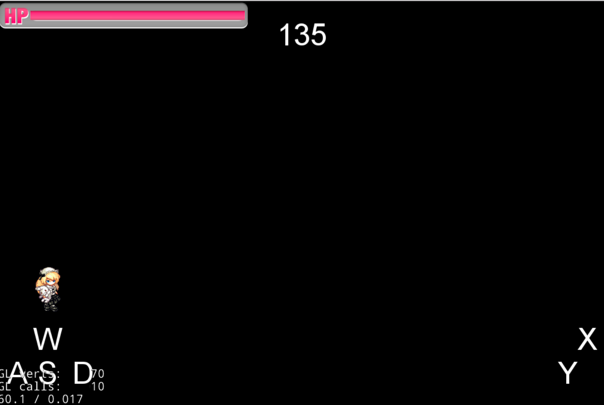 HP
135
W
X
A S D
Y
GL verts: 70
GL calls: 10
60.1 / 0.017